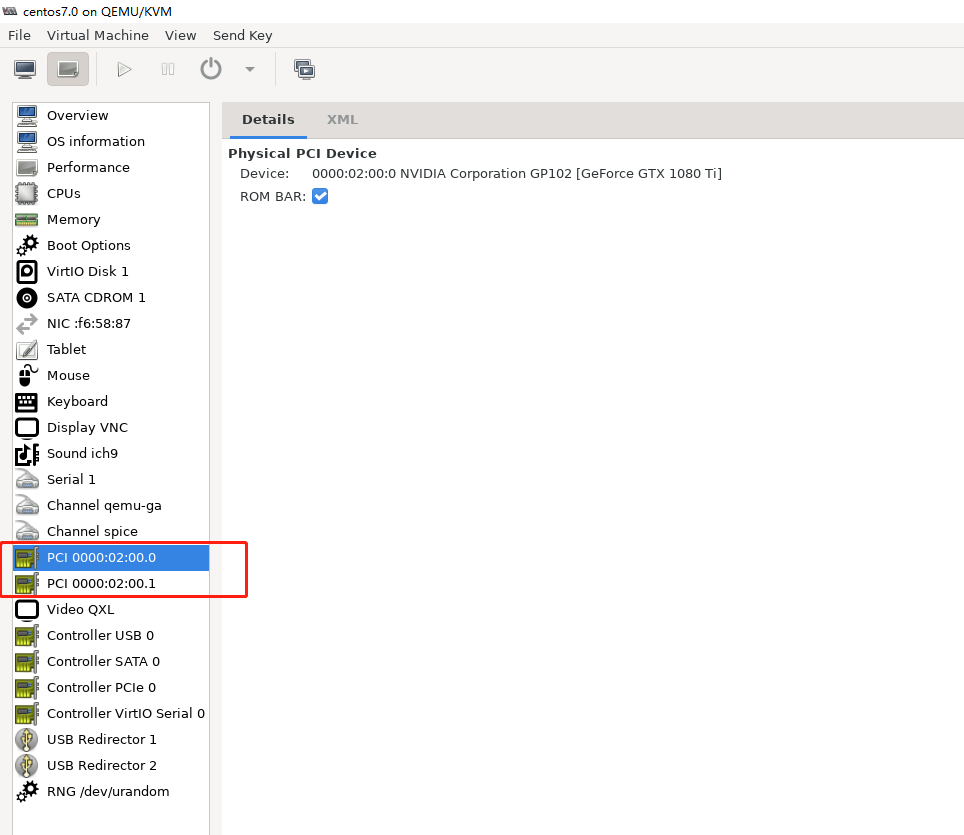 centos7.0 on QEMU/KVM
File Virtual Machine View Send Key
Overview
OS information
Performance
CPUs
Memory
Boot Options
VirtIO Disk 1
SATA CDROM 1
NIC :f6:58:87
Tablet
Mouse
Keyboard
Display VNC
Sound ich9
Serial 1
Channel qemu-ga
Channel spice
PCI 0000:02:00.0
PCI 0000:02:00.1
Video QXL
Controller USB 0
Controller SATA 0
Controller PCIe 0
Controller VirtIO Serial 0
USB Redirector 1
USB Redirector 2
RNG /dev/urandom
Details XML
Physical PCI Device
Device: 0000:02:00:0 NVIDIA Corporation GP102 [GeForce GTX 1080 Ti]
ROM BAR: